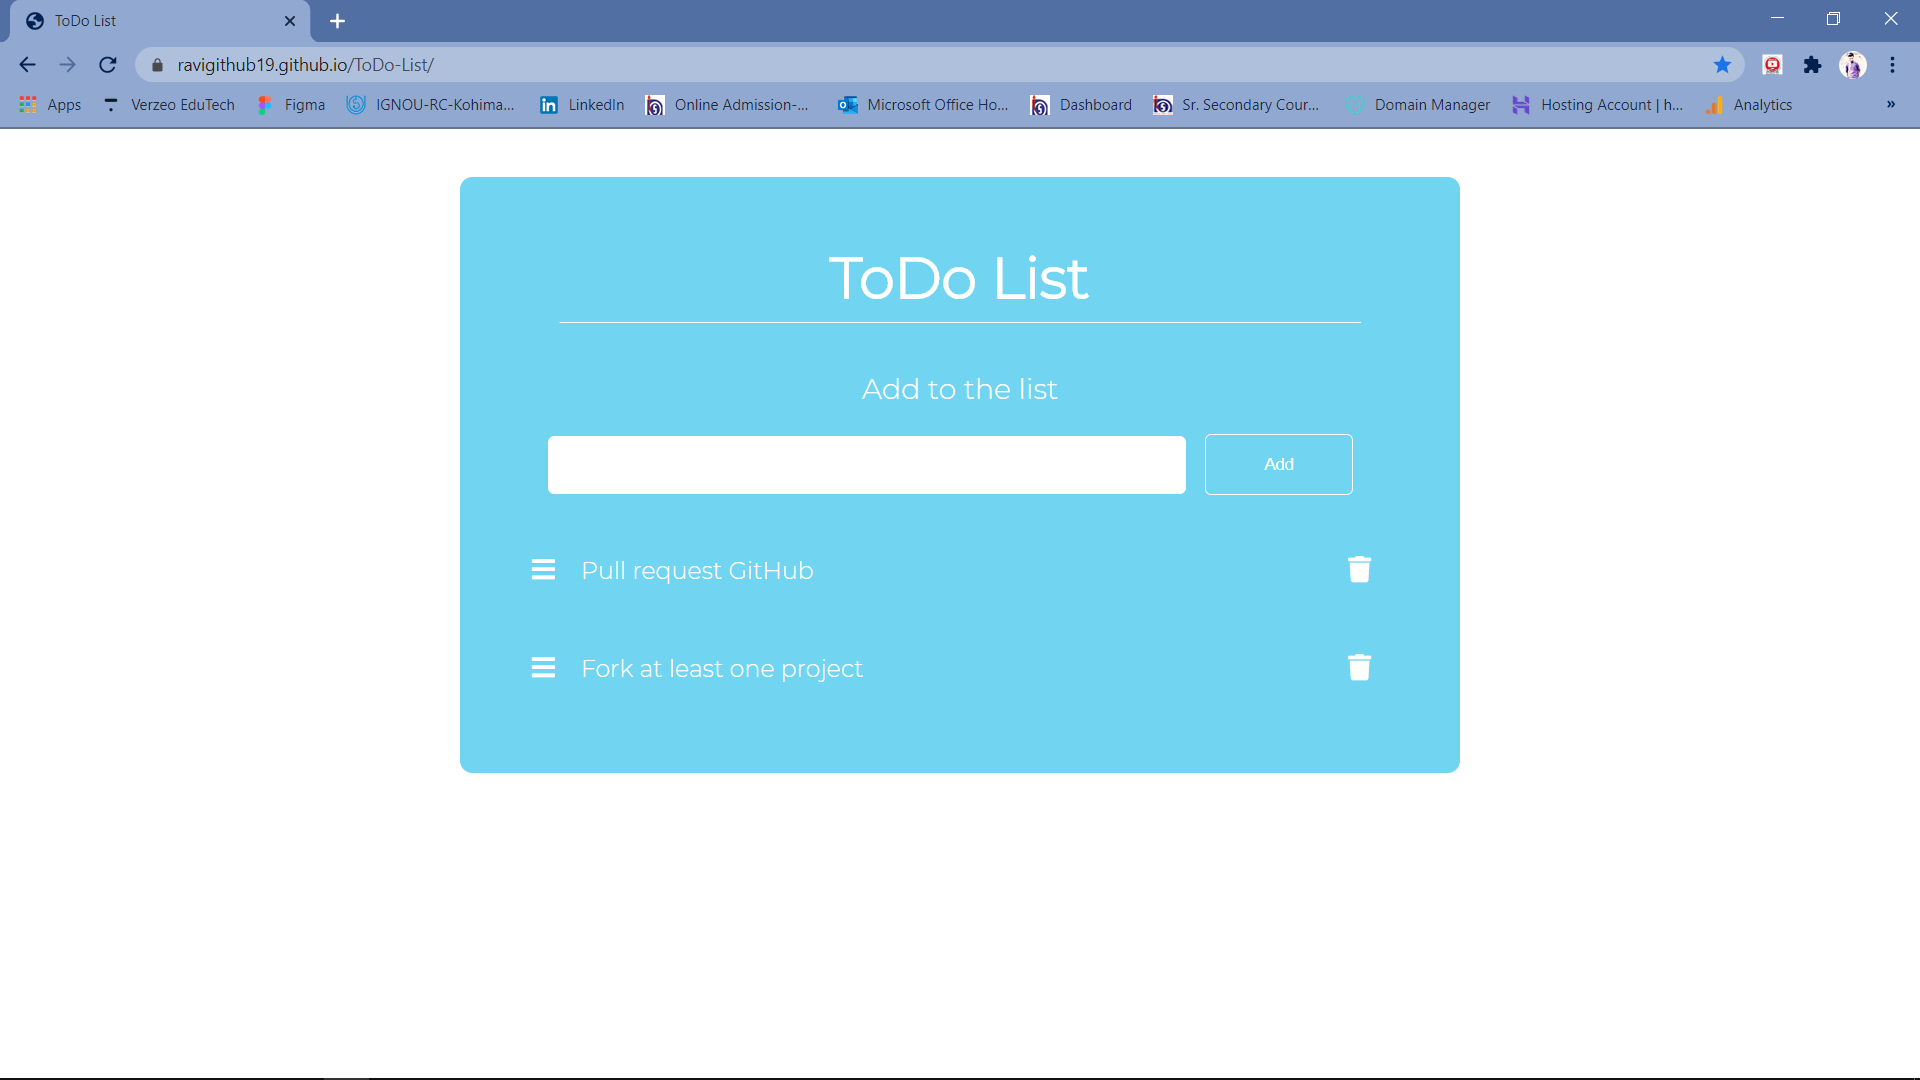 ToDo List
ravigithub19.github.io/ToDo-List/
Apps Verzeo EduTech Figma IGNOU-RC-Kohima... LinkedIn Online Admission-... Microsoft Office Ho... Dashboard Sr. Secondary Cour... Domain Manager Hosting Account | h... Analytics »
ToDo List
Add to the list
Add
Pull request GitHub
Fork at least one project